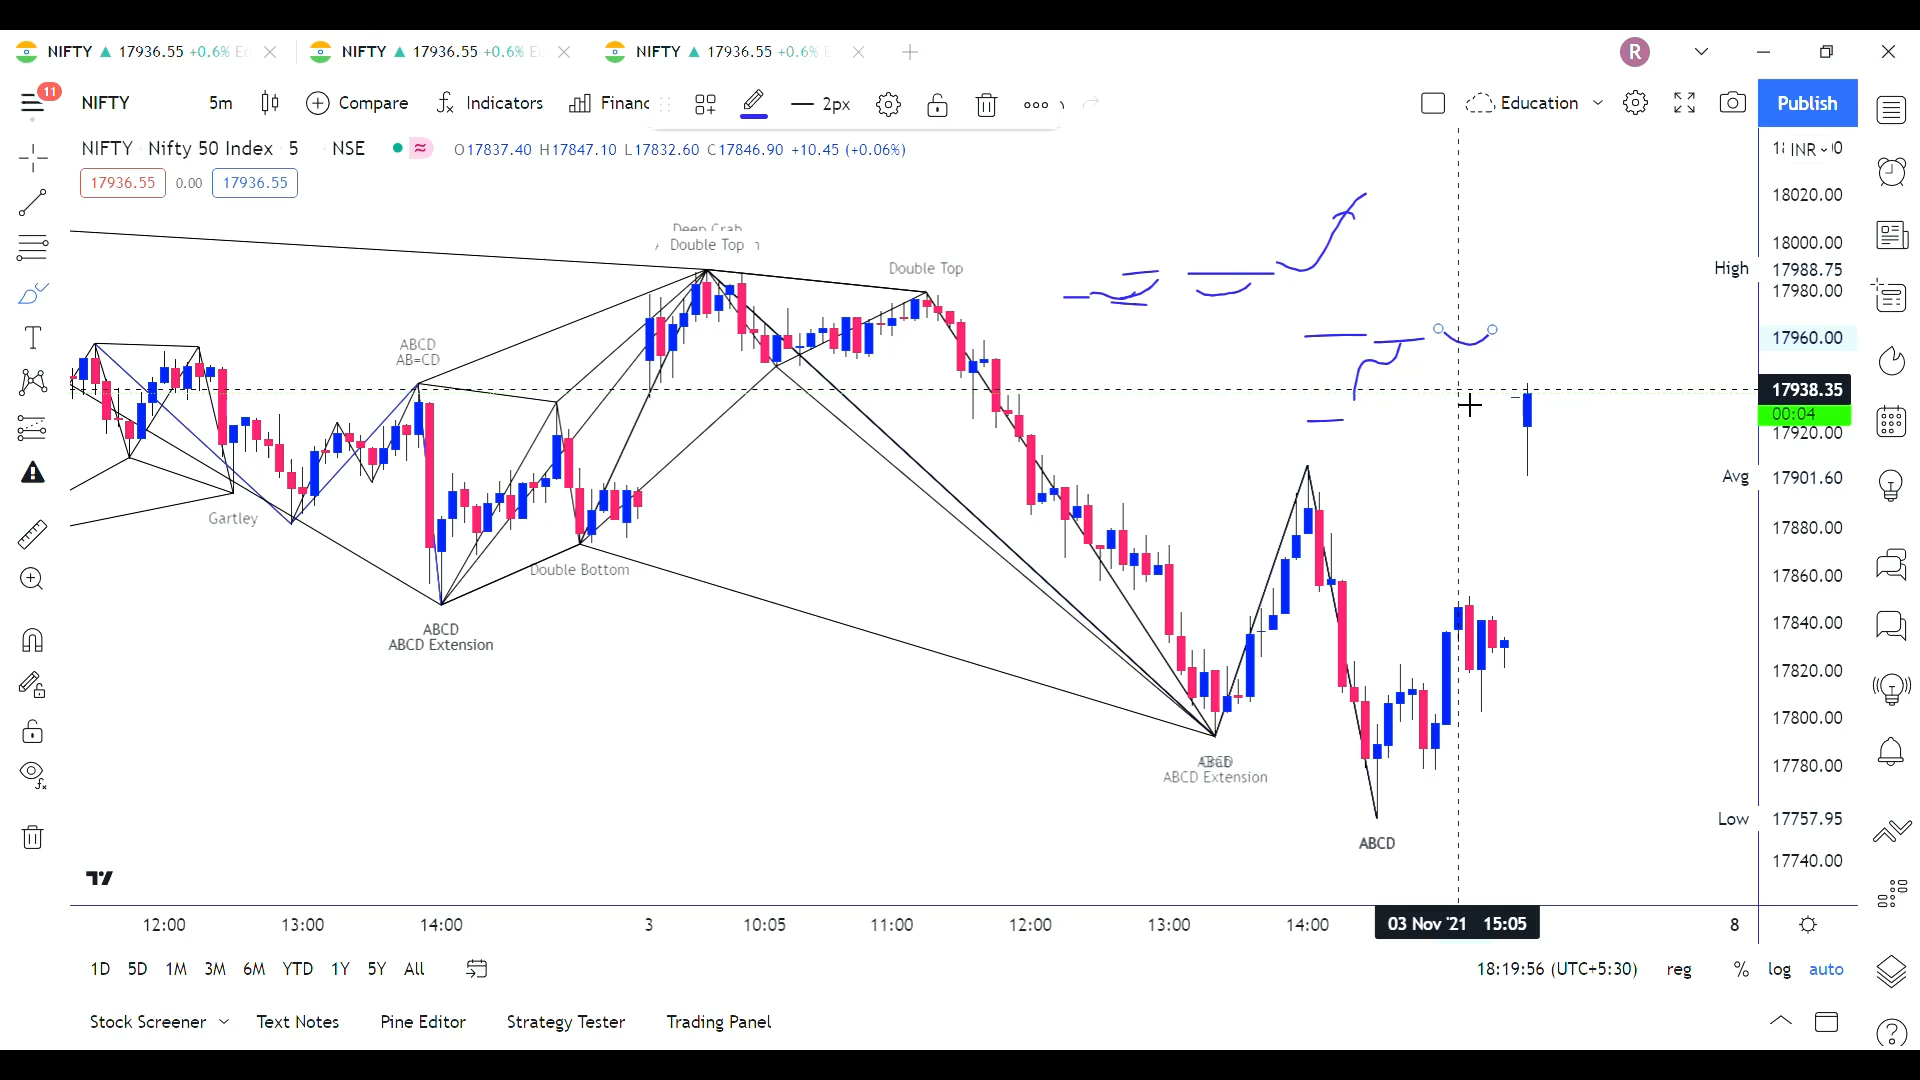 NIFTY ▲ 17936.55 +0.6% NIFTY ▲ 17936.55 +0.6% NIFTY ▲ 17936.55 +0.6% R
11 NIFTY 5m Compare Indicators Financ 2px Education Publish
NIFTY Nifty 50 Index 5 NSE O17837.40 H17847.10 L17832.60 C17846.90 +10.45 (+0.06%)
INR
17936.55 0.00 17936.55
18020.00
Deep Crab
Double Top
18000.00
Double Top
High 17988.75
17980.00
17960.00
ABCD
AB=CD
17938.35
00:04
17920.00
Avg 17901.60
Gartley
17880.00
Double Bottom
17860.00
ABCD
ABCD Extension
17840.00
17820.00
17800.00
ABCD
ABCD Extension
17780.00
Low 17757.95
ABCD
17740.00
12:00 13:00 14:00 3 10:05 11:00 12:00 13:00 14:00 03 Nov '21 15:05 8
1D 5D 1M 3M 6M YTD 1Y 5Y All 18:19:56 (UTC+5:30) reg % log auto
Stock Screener Text Notes Pine Editor Strategy Tester Trading Panel